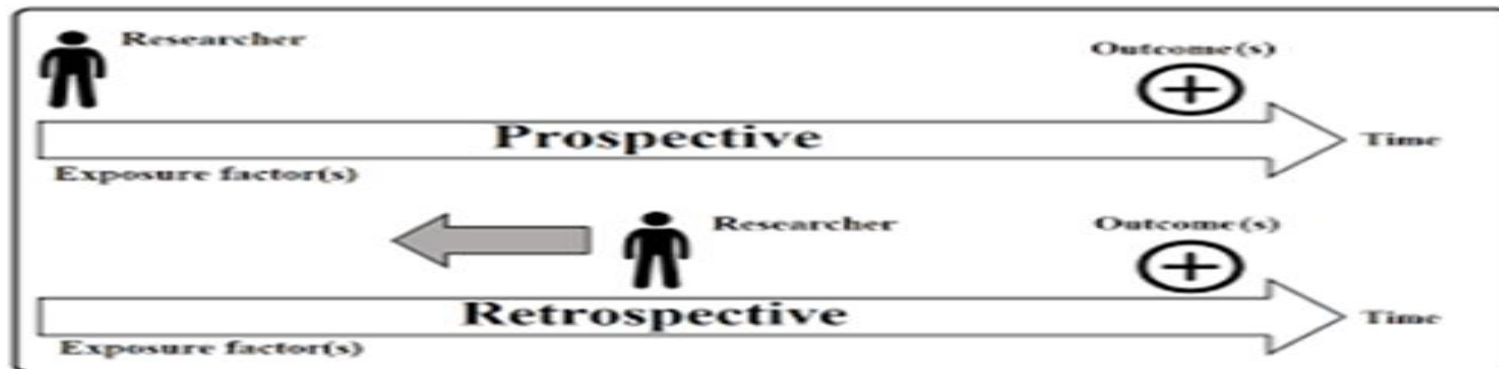 Researcher
Outcome(s)
Prospective
Time
Exposure factor(s)
Researcher
Outcome(s)
Retrospective
Time
Exposure factor(s)